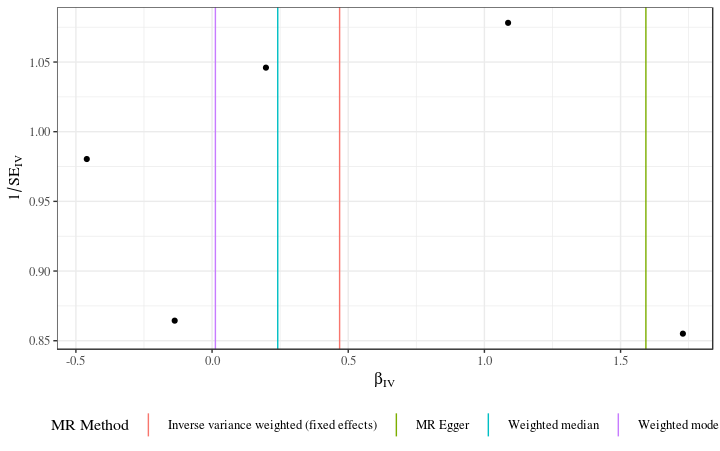 1/SE_IV
1.05
1.00
0.95
0.90
0.85
-0.5
0.0
0.5
1.0
1.5
β_IV
MR Method
Inverse variance weighted (fixed effects)
MR Egger
Weighted median
Weighted mode